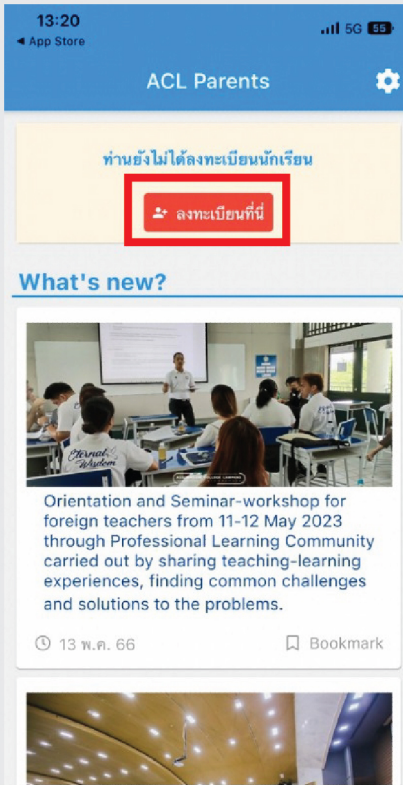 13:20
5G 55
App Store
ACL Parents
ท่านยังไม่ได้ลงทะเบียนนักเรียน
ลงทะเบียนที่นี่
What's new?
Eternal
Wisdom
Orientation and Seminar-workshop for
foreign teachers from 11-12 May 2023
through Professional Learning Community
carried out by sharing teaching-learning
experiences, finding common challenges
and solutions to the problems.
13 พ.ค. 66
Bookmark